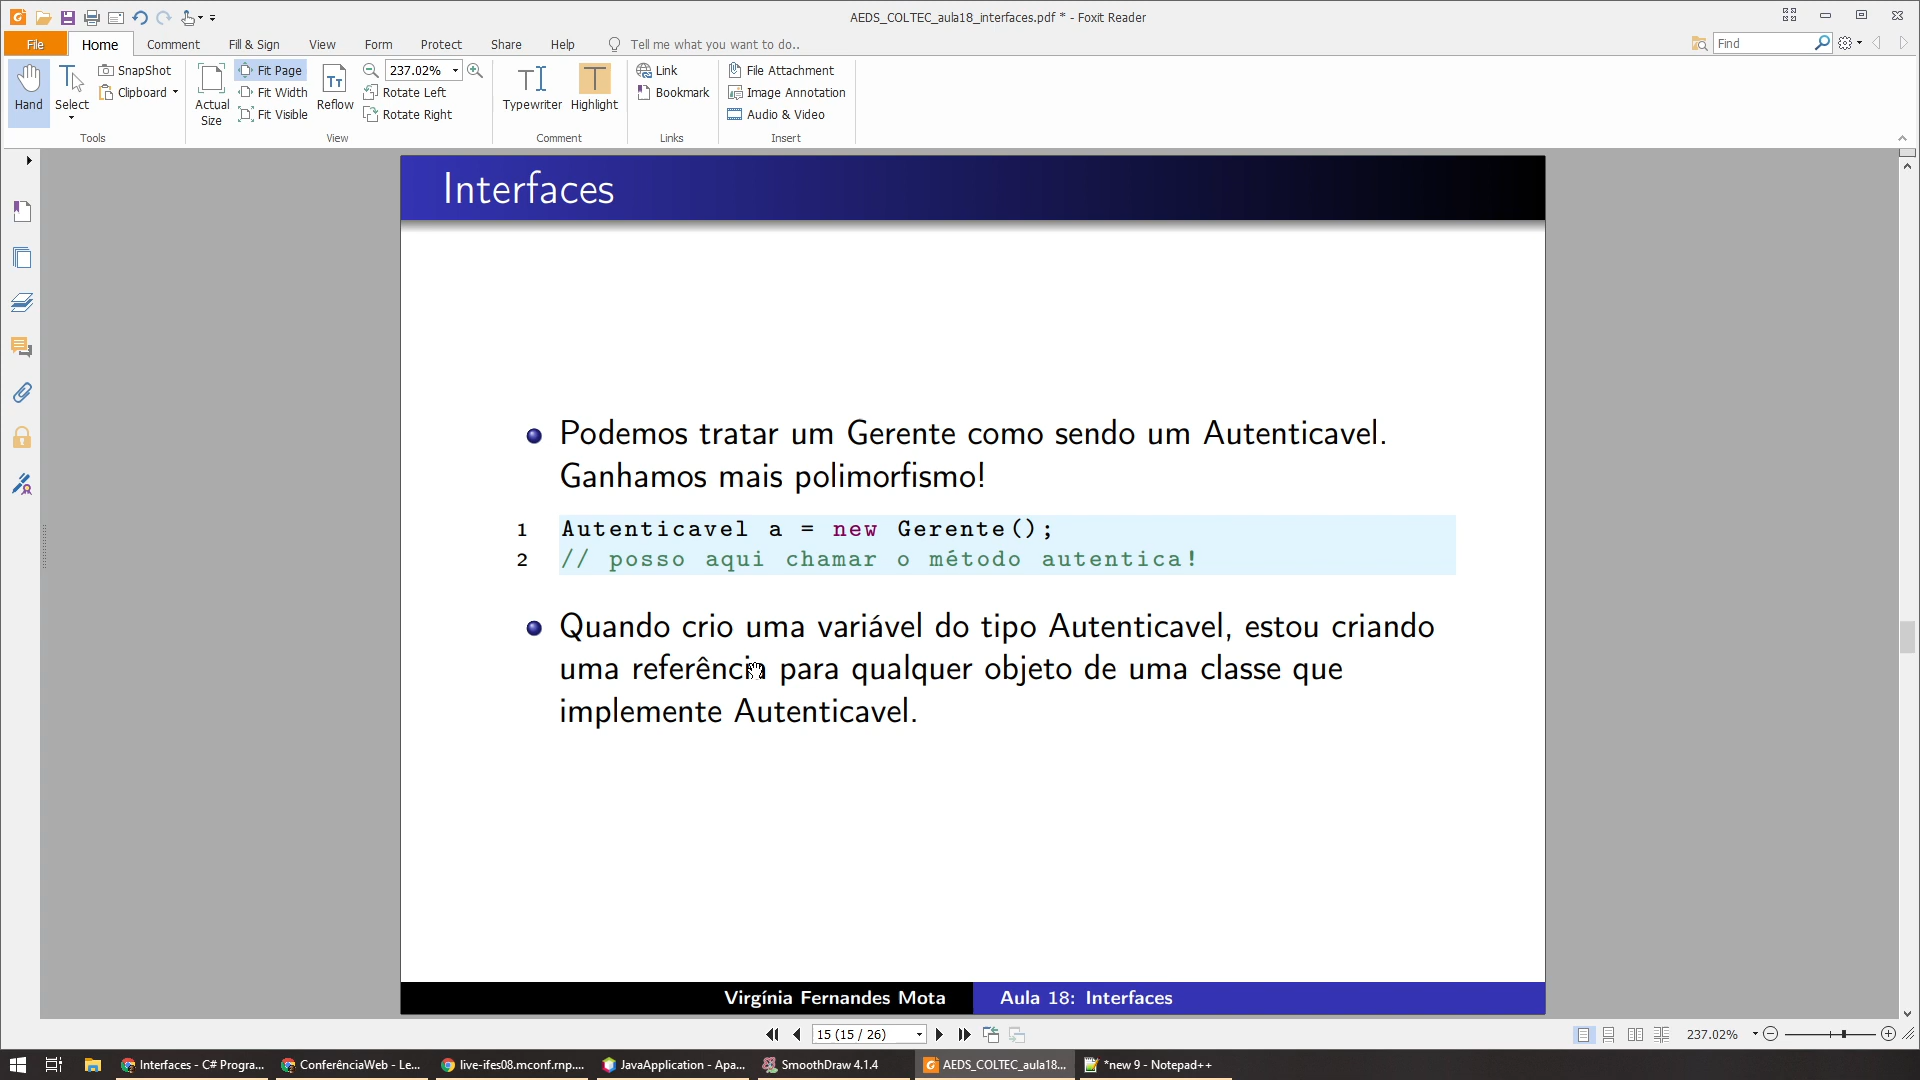 AEDS_COLTEC_aula18_interfaces.pdf * - Foxit Reader
File Home Comment Fill & Sign View Form Protect Share Help Tell me what you want to do..
Find
Hand
Select
SnapShot
Clipboard
Tools
Actual Size
Fit Page
Fit Width
Fit Visible
Reflow
237.02%
Rotate Left
Rotate Right
View
Typewriter
Highlight
Comment
Link
Bookmark
Links
File Attachment
Image Annotation
Audio & Video
Insert
Interfaces
Podemos tratar um Gerente como sendo um Autenticavel.
Ganhamos mais polimorfismo!
1 Autenticavel a = new Gerente();
2 // posso aqui chamar o método autentica!
Quando crio uma variável do tipo Autenticavel, estou criando
uma referência para qualquer objeto de uma classe que
implemente Autenticavel.
Virgínia Fernandes Mota Aula 18: Interfaces
15 (15 / 26)
237.02%
Interfaces - C# Progra... ConferênciaWeb - Le... live-ifes08.mconf.rnp.... JavaApplication - Apa... SmoothDraw 4.1.4 AEDS_COLTEC_aula18... *new 9 - Notepad++